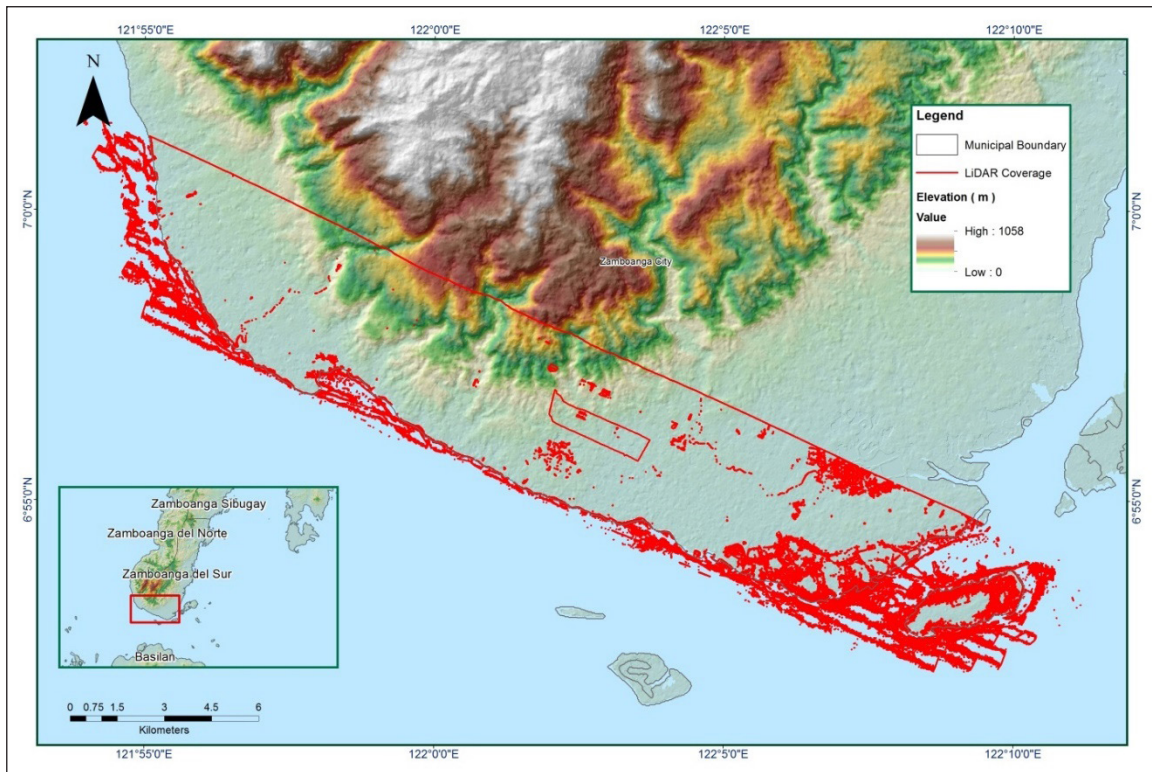 121°55'0"E 122°0'0"E 122°5'0"E 122°10'0"E
N
Legend
Municipal Boundary
LiDAR Coverage
Elevation ( m )
Value
High : 1058
Low : 0
7°0'0"N
7°0'0"N
Zamboanga City
6°55'0"N
6°55'0"N
Zamboanga Sibugay
Zamboanga del Norte
Zamboanga del Sur
Basilan
0 0.75 1.5 3 4.5 6
Kilometers
121°55'0"E 122°0'0"E 122°5'0"E 122°10'0"E